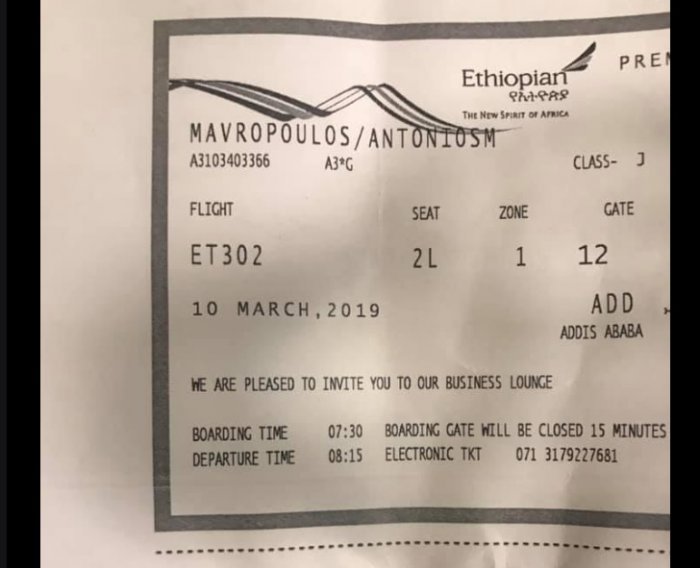 PREM
Ethiopian
የኢትዮጵያ
THE NEW SPIRIT OF AFRICA
MAVROPOULOS/ANTONIOSM
A3103403366 A3*G CLASS- J
FLIGHT SEAT ZONE GATE
ET302 2L 1 12
10 MARCH,2019 ADD
ADDIS ABABA
WE ARE PLEASED TO INVITE YOU TO OUR BUSINESS LOUNGE
BOARDING TIME 07:30 BOARDING GATE WILL BE CLOSED 15 MINUTES
DEPARTURE TIME 08:15 ELECTRONIC TKT 071 3179227681